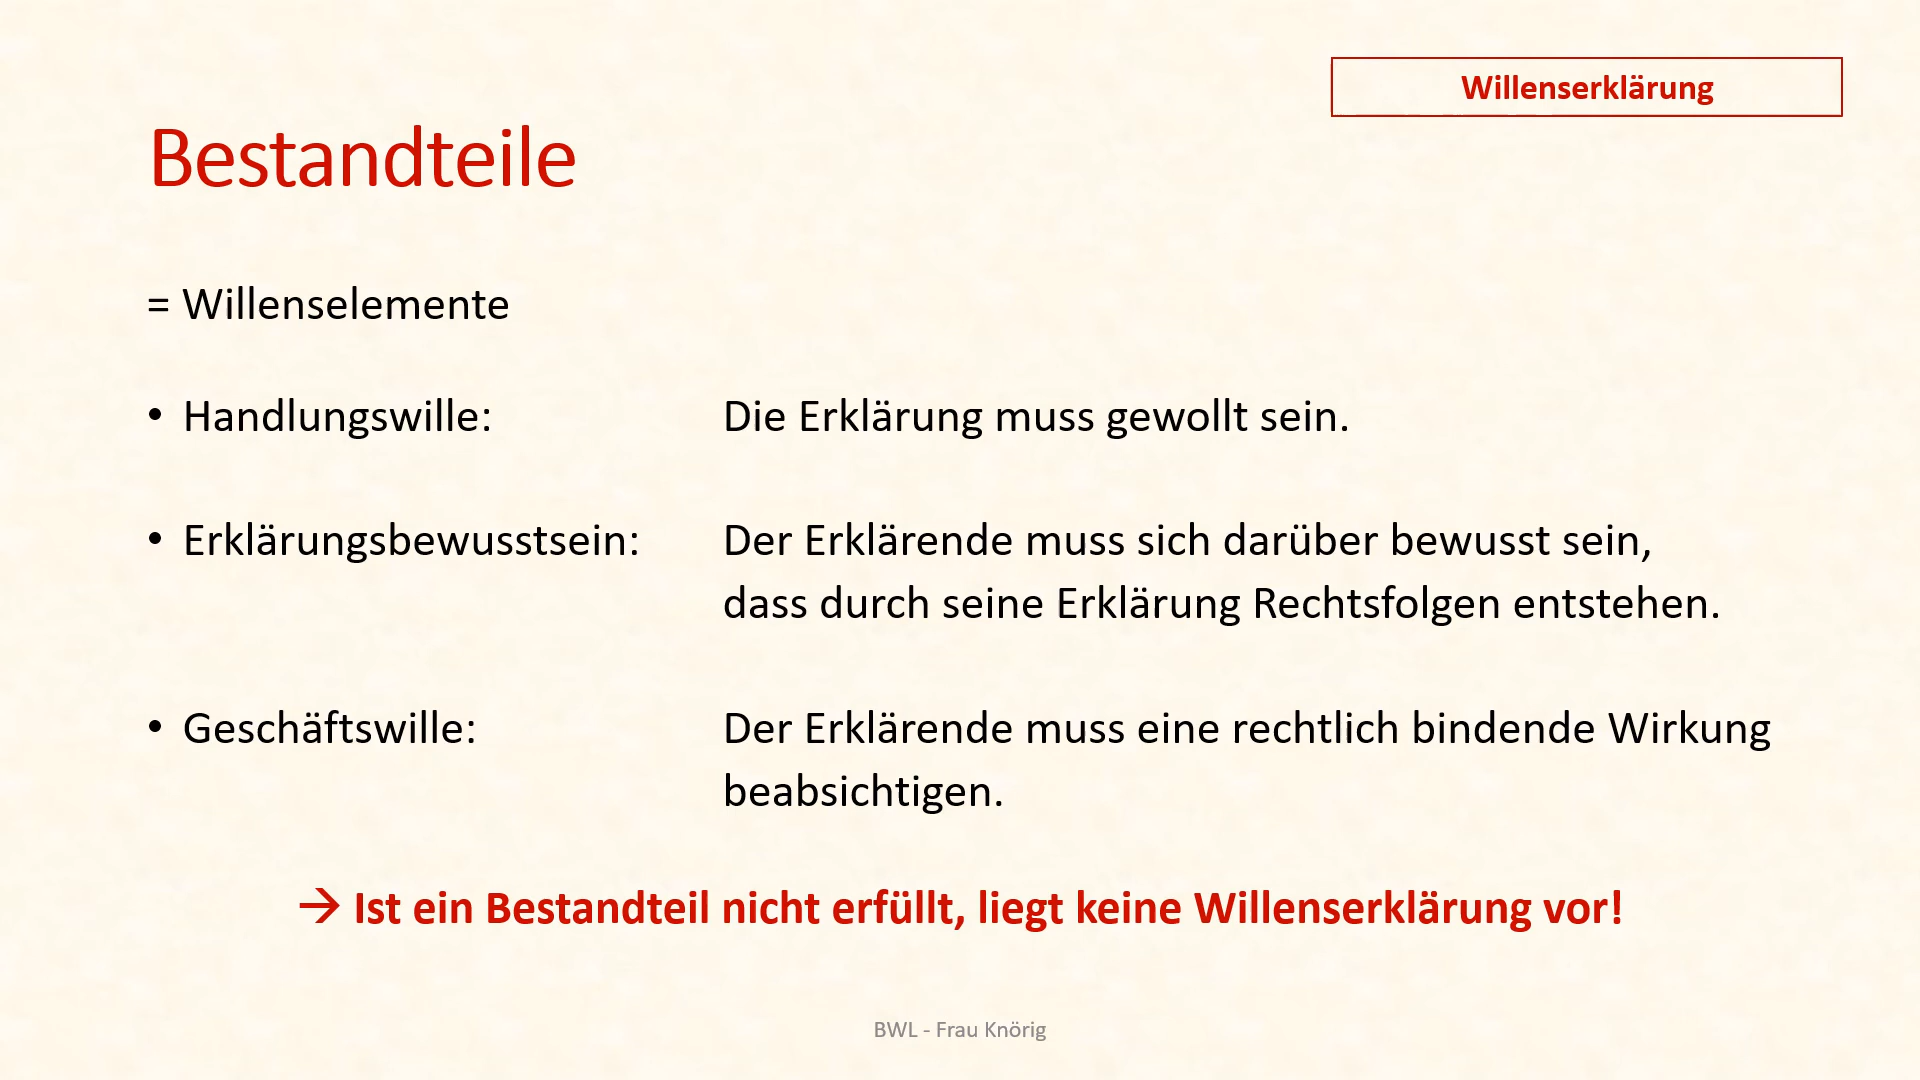 Willenserklärung
Bestandteile
= Willenselemente
• Handlungswille: Die Erklärung muss gewollt sein.
• Erklärungsbewusstsein: Der Erklärende muss sich darüber bewusst sein,
dass durch seine Erklärung Rechtsfolgen entstehen.
• Geschäftswille: Der Erklärende muss eine rechtlich bindende Wirkung
beabsichtigen.
→ Ist ein Bestandteil nicht erfüllt, liegt keine Willenserklärung vor!
BWL - Frau Knörig